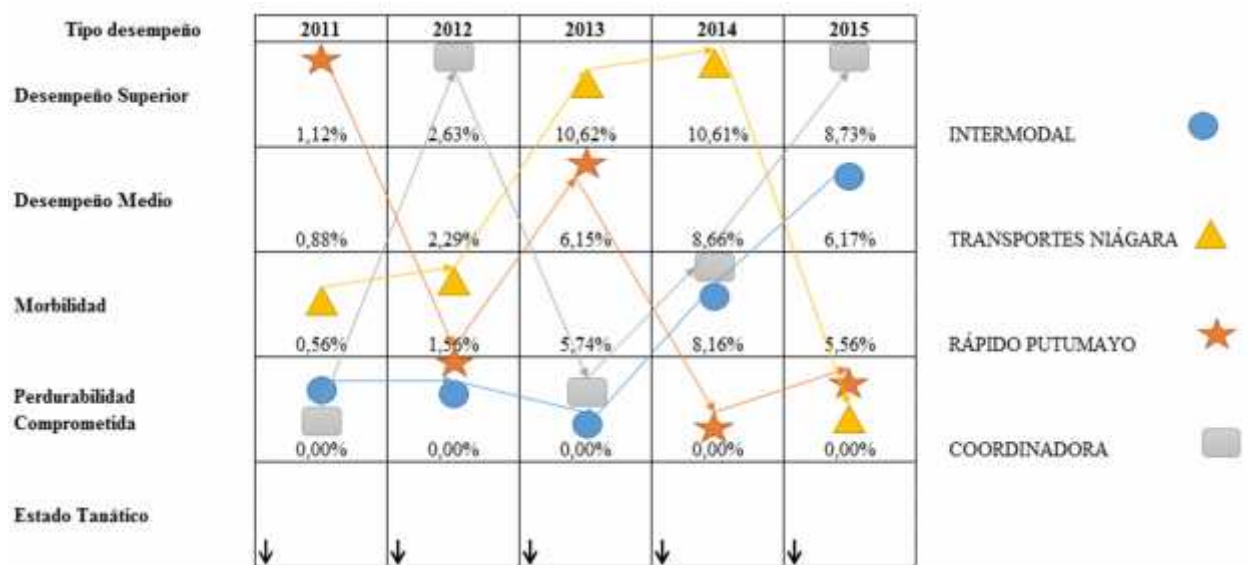 Tipo desempeño 2011 2012 2013 2014 2015
Desempeño Superior
1,12% 2,63% 10,62% 10,61% 8,73%
INTERMODAL
Desempeño Medio
0,88% 2,29% 6,15% 8,66% 6,17%
TRANSPORTES NIÁGARA
Morbilidad
0,56% 1,56% 5,74% 8,16% 5,56%
RÁPIDO PUTUMAYO
Perdurabilidad
Comprometida
0,00% 0,00% 0,00% 0,00% 0,00%
COORDINADORA
Estado Tanático